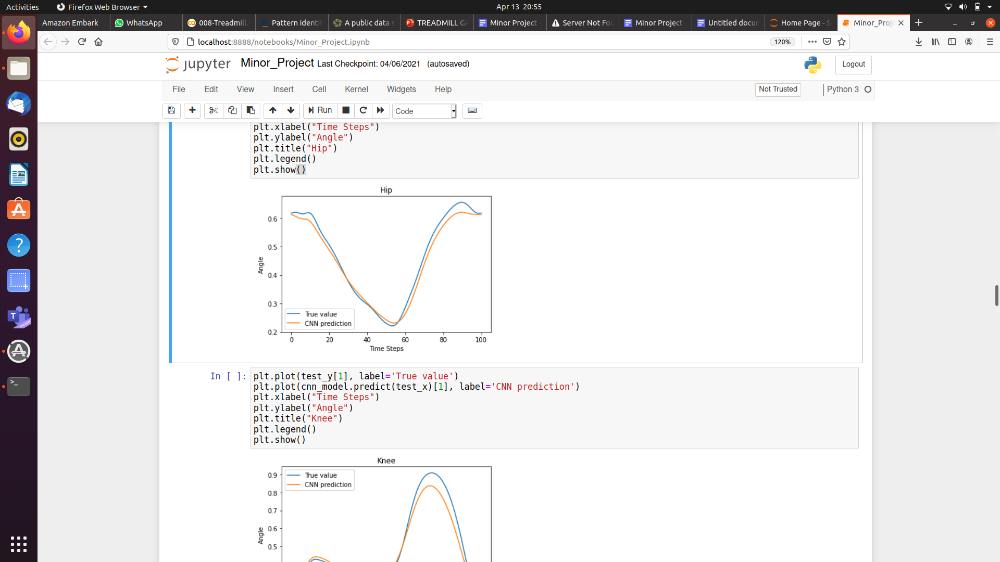 Activities
Firefox Web Browser
Apr 13 20:55
Amazon Embark
WhatsApp
008-Treadmill.
Pattern identif
A public data s
TREADMILL GA
Minor Project -
Server Not Fou
Minor Project -
Untitled docum
Home Page - S
Minor_Proje
localhost:8888/notebooks/Minor_Project.ipynb
120%
jupyter
Minor_Project Last Checkpoint: 04/06/2021 (autosaved)
Logout
File Edit View Insert Cell Kernel Widgets Help
Not Trusted
Python 3
Run
Code
plt.xlabel("Time Steps")
plt.ylabel("Angle")
plt.title("Hip")
plt.legend()
plt.show()
Hip
0.6
0.5
0.4
0.3
0.2
Angle
True value
CNN prediction
0 20 40 60 80 100
Time Steps
In [ ]:
plt.plot(test_y[1], label='True value')
plt.plot(cnn_model.predict(test_x)[1], label='CNN prediction')
plt.xlabel("Time Steps")
plt.ylabel("Angle")
plt.title("Knee")
plt.legend()
plt.show()
Knee
True value
CNN prediction
0.9
0.8
0.7
0.6
0.5
Angle